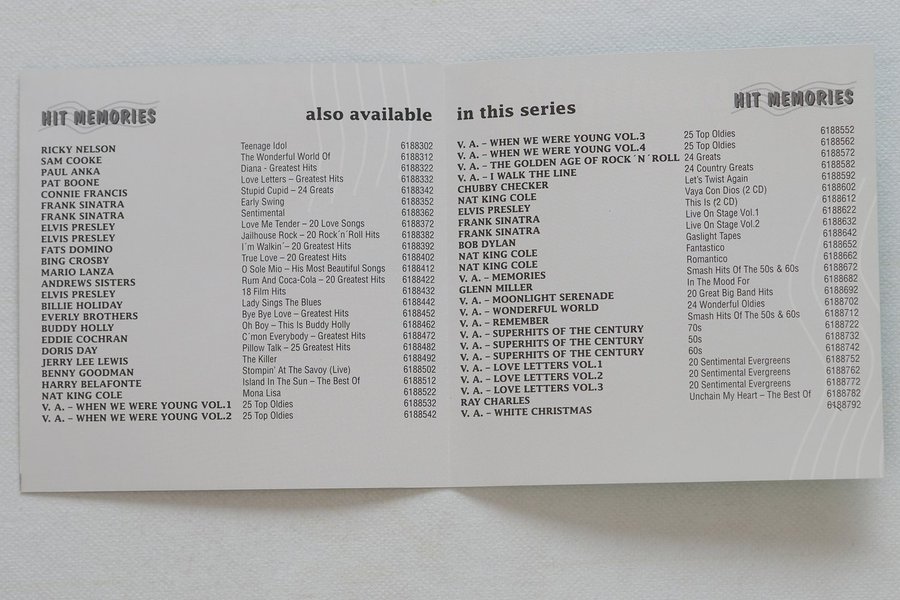 HIT MEMORIES
also available
RICKY NELSON Teenage Idol 6188302
SAM COOKE The Wonderful World Of 6188312
PAUL ANKA Diana - Greatest Hits 6188322
PAT BOONE Love Letters – Greatest Hits 6188332
CONNIE FRANCIS Stupid Cupid – 24 Greats 6188342
FRANK SINATRA Early Swing 6188352
FRANK SINATRA Sentimental 6188362
ELVIS PRESLEY Love Me Tender – 20 Love Songs 6188372
ELVIS PRESLEY Jailhouse Rock – 20 Rock´n´Roll Hits 6188382
FATS DOMINO I´m Walkin´– 20 Greatest Hits 6188392
BING CROSBY True Love – 20 Greatest Hits 6188402
MARIO LANZA O Sole Mio – His Most Beautiful Songs 6188412
ANDREWS SISTERS Rum And Coca-Cola – 20 Greatest Hits 6188422
ELVIS PRESLEY 18 Film Hits 6188432
BILLIE HOLIDAY Lady Sings The Blues 6188442
EVERLY BROTHERS Bye Bye Love – Greatest Hits 6188452
BUDDY HOLLY Oh Boy – This Is Buddy Holly 6188462
EDDIE COCHRAN C´mon Everybody – Greatest Hits 6188472
DORIS DAY Pillow Talk – 25 Greatest Hits 6188482
JERRY LEE LEWIS The Killer 6188492
BENNY GOODMAN Stompin´ At The Savoy (Live) 6188502
HARRY BELAFONTE Island In The Sun – The Best Of 6188512
NAT KING COLE Mona Lisa 6188522
V. A. – WHEN WE WERE YOUNG VOL.1 25 Top Oldies 6188532
V. A. – WHEN WE WERE YOUNG VOL.2 25 Top Oldies 6188542
in this series
HIT MEMORIES
V. A. – WHEN WE WERE YOUNG VOL.3 25 Top Oldies 6188552
V. A. – WHEN WE WERE YOUNG VOL.4 25 Top Oldies 6188562
V. A. – THE GOLDEN AGE OF ROCK´N´ROLL 24 Greats 6188572
V. A. – I WALK THE LINE 24 Country Greats 6188582
CHUBBY CHECKER Let's Twist Again 6188592
NAT KING COLE Vaya Con Dios (2 CD) 6188602
ELVIS PRESLEY This Is (2 CD) 6188612
FRANK SINATRA Live On Stage Vol.1 6188622
FRANK SINATRA Live On Stage Vol.2 6188632
BOB DYLAN Gaslight Tapes 6188642
NAT KING COLE Fantastico 6188652
NAT KING COLE Romantico 6188662
V. A. – MEMORIES Smash Hits Of The 50s & 60s 6188672
GLENN MILLER In The Mood For 6188682
V. A. – MOONLIGHT SERENADE 20 Great Big Band Hits 6188692
V. A. – WONDERFUL WORLD 24 Wonderful Oldies 6188702
V. A. – REMEMBER Smash Hits Of The 50s & 60s 6188712
V. A. – SUPERHITS OF THE CENTURY 70s 6188722
V. A. – SUPERHITS OF THE CENTURY 50s 6188732
V. A. – SUPERHITS OF THE CENTURY 60s 6188742
V. A. – LOVE LETTERS VOL.1 20 Sentimental Evergreens 6188752
V. A. – LOVE LETTERS VOL.2 20 Sentimental Evergreens 6188762
V. A. – LOVE LETTERS VOL.3 20 Sentimental Evergreens 6188772
RAY CHARLES Unchain My Heart – The Best Of 6188782
V. A. – WHITE CHRISTMAS 6188792